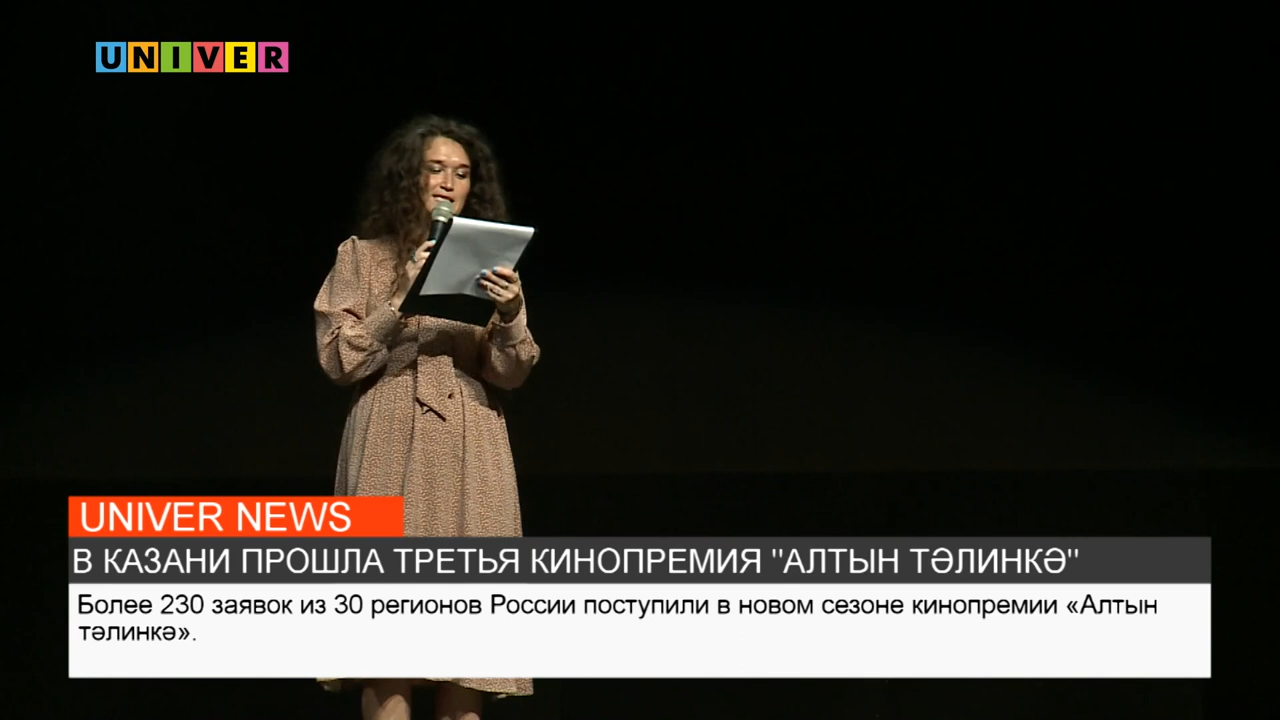 UNIVER
UNIVER NEWS
В КАЗАНИ ПРОШЛА ТРЕТЬЯ КИНОПРЕМИЯ "АЛТЫН ТӘЛИНКӘ"
Более 230 заявок из 30 регионов России поступили в новом сезоне кинопремии «Алтын
тәлинкә».